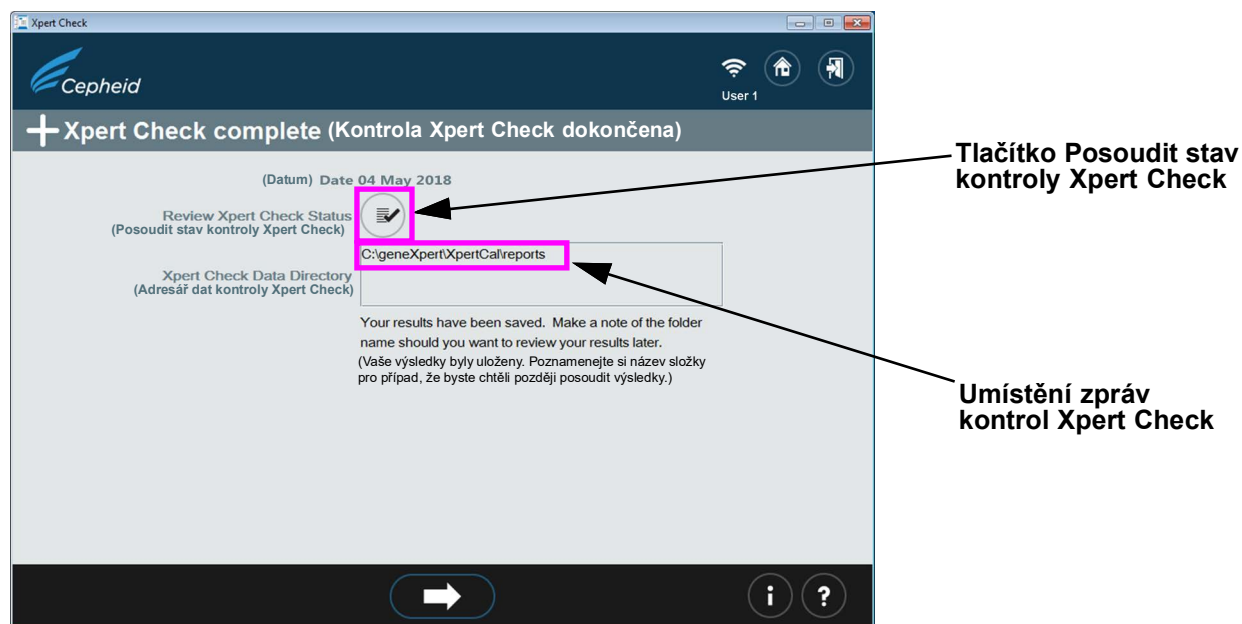 Xpert Check
Cepheid
User 1
Xpert Check complete (Kontrola Xpert Check dokončena)
(Datum) Date 04 May 2018
Tlačítko Posoudit stav
kontroly Xpert Check
Review Xpert Check Status
(Posoudit stav kontroly Xpert Check)
C:\geneXpert\XpertCal\reports
Xpert Check Data Directory
(Adresář dat kontroly Xpert Check)
Your results have been saved. Make a note of the folder
name should you want to review your results later.
(Vaše výsledky byly uloženy. Poznamenejte si název složky
pro případ, že byste chtěli později posoudit výsledky.)
Umístění zpráv
kontrol Xpert Check
i
?